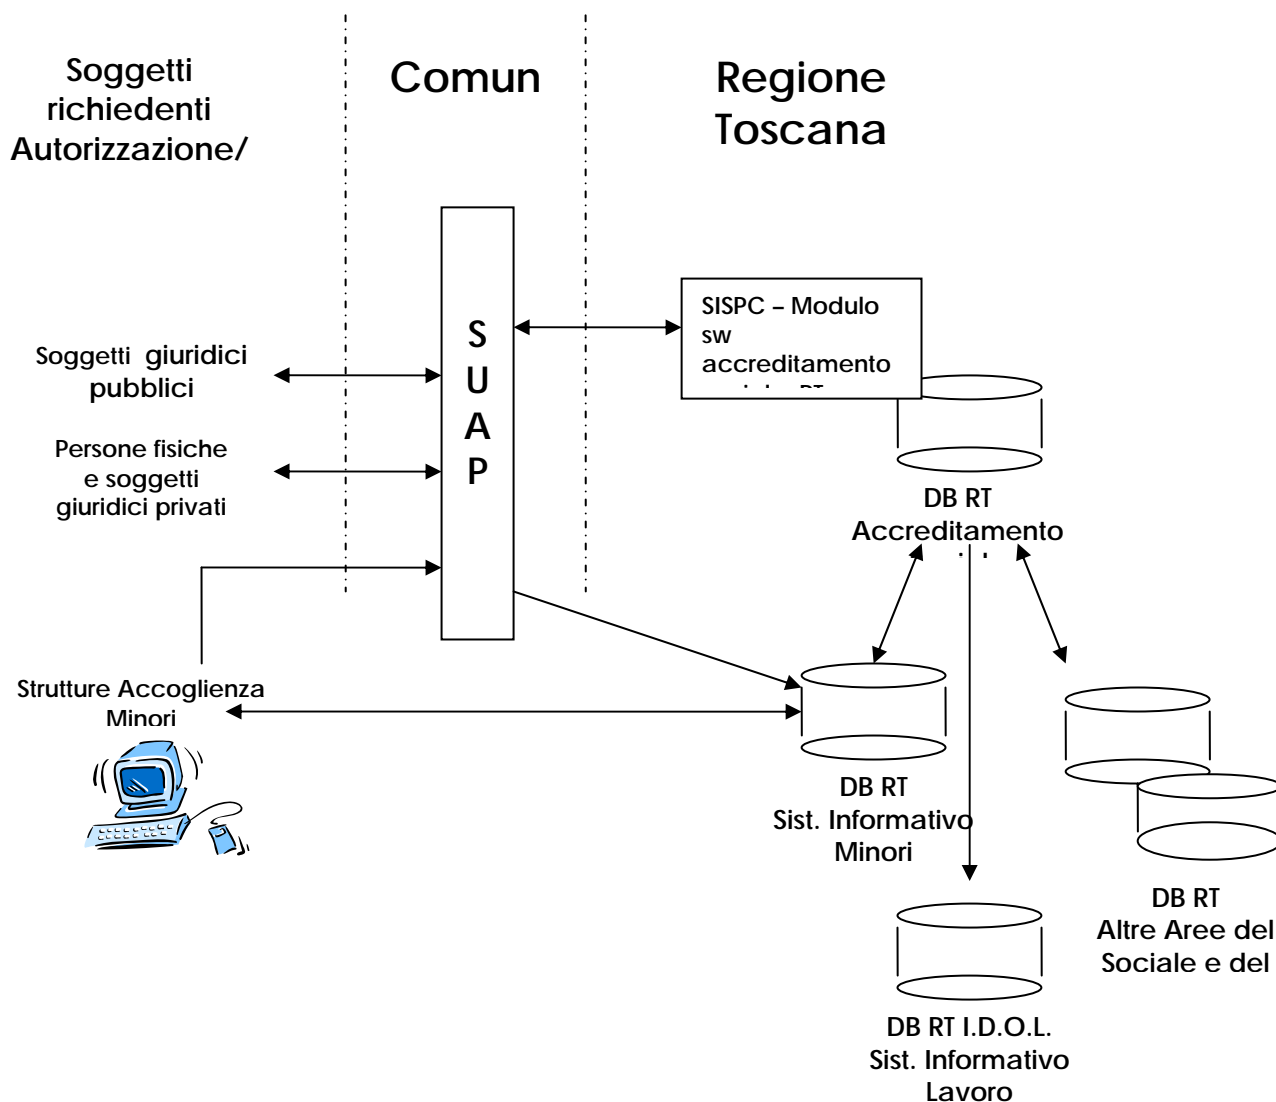 Soggetti
richiedenti
Autorizzazione/
Comun
Regione
Toscana
S
U
A
P
SISPC – Modulo
sw
accreditamento
Soggetti giuridici
pubblici
Persone fisiche
e soggetti
giuridici privati
DB RT
Accreditamento
Strutture Accoglienza
Minori
DB RT
Sist. Informativo
Minori
DB RT
Altre Aree del
Sociale e del
DB RT I.D.O.L.
Sist. Informativo
Lavoro